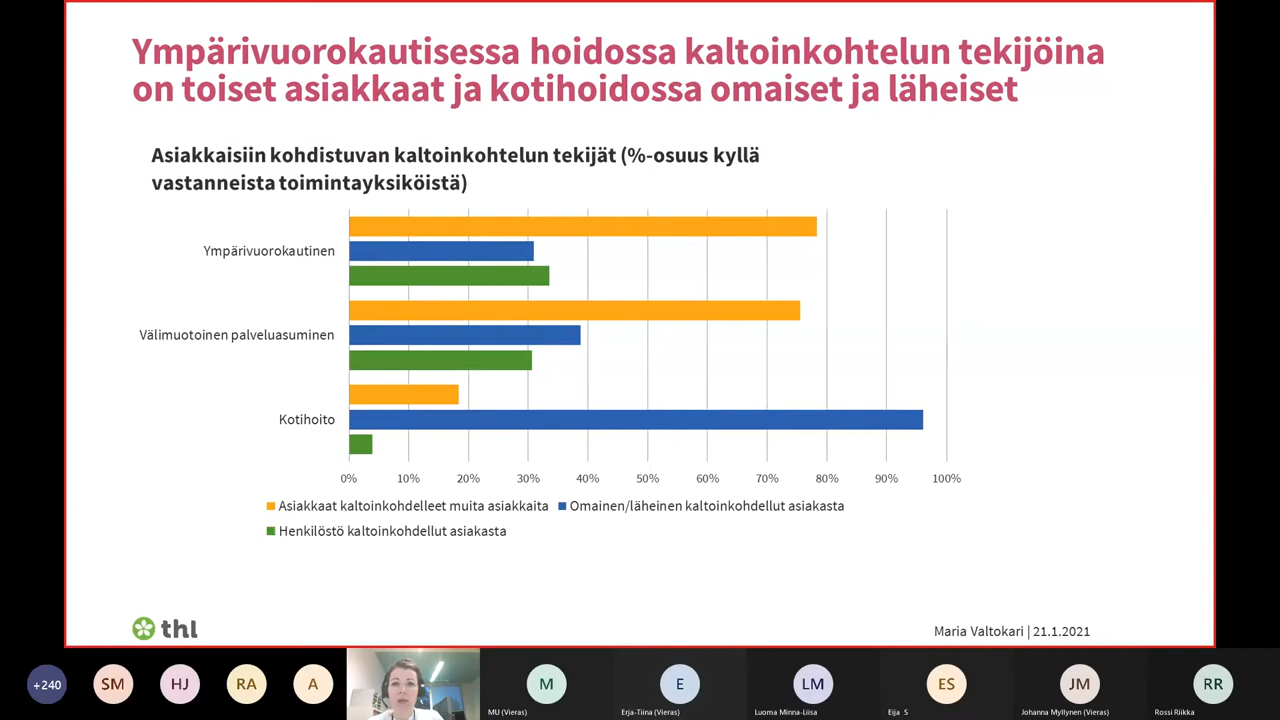 Ympärivuorokautisessa hoidossa kaltoinkohtelun tekijöina
on toiset asiakkaat ja kotihoidossa omaiset ja läheiset
Asiakkaisiin kohdistuvan kaltoinkohtelun tekijät (%-osuus kyllä
vastanneista toimintayksiköistä)
Ympärivuorokautinen
Välimuotoinen palveluasuminen
Kotihoito
0% 10% 20% 30% 40% 50% 60% 70% 80% 90% 100%
Asiakkaat kaltoinkohdelleet muita asiakkaita Omainen/läheinen kaltoinkohdellut asiakasta
Henkilöstö kaltoinkohdellut asiakasta
thl
Maria Valtokari | 21.1.2021
+240 SM HJ RA A M E LM ES JM RR
MU (Vieras) Erja-Tiina (Vieras) Luoma Minna-Liisa Eija S Johanna Myllynen (Vieras) Rossi Riikka